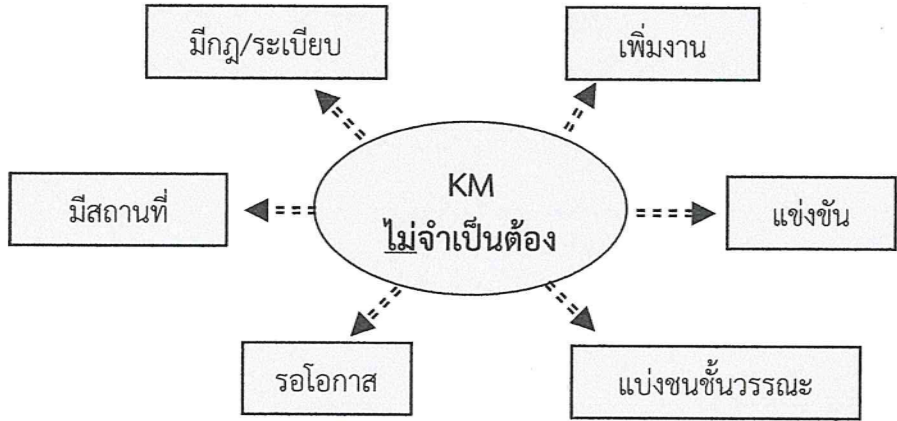 มีกฎ/ระเบียบ
เพิ่มงาน
มีสถานที่
KM
ไม่จำเป็นต้อง
แข่งขัน
รอโอกาส
แบ่งชนชั้นวรรณะ